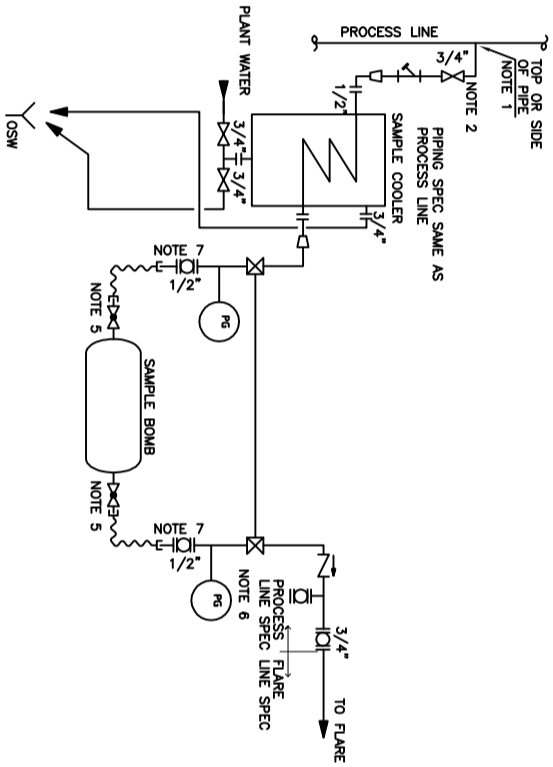 PROCESS LINE
TOP OR SIDE
OF PIPE
NOTE 1
3/4"
NOTE 2
1/2"
PLANT WATER
PIPING SPEC SAME AS
PROCESS LINE
SAMPLE COOLER
3/4"
3/4"
3/4"
OSW
NOTE 7
1/2"
PG
NOTE 5
SAMPLE BOMB
NOTE 5
NOTE 7
1/2"
PG
NOTE 6
PROCESS FLARE
LINE SPEC LINE SPEC
3/4"
TO FLARE